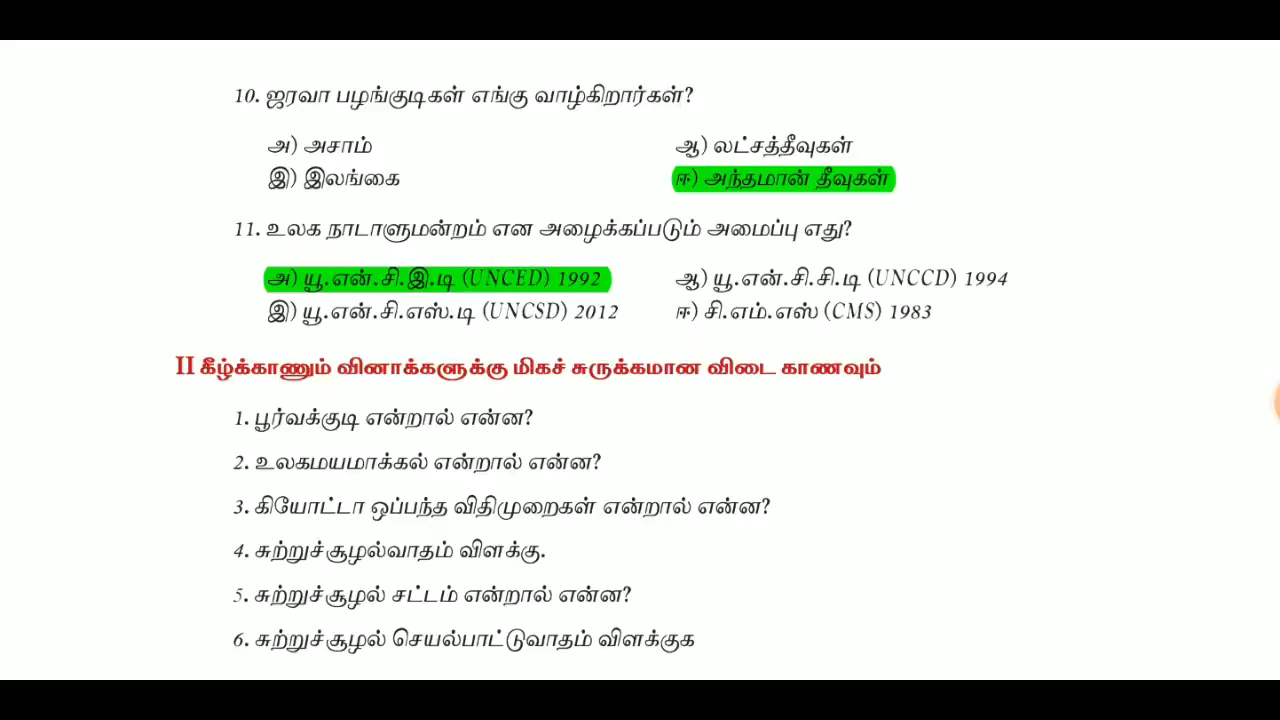 10. ஜரவா பழங்குடிகள் எங்கு வாழ்கிறார்கள்?
அ) அசாம் ஆ) லட்சத்தீவுகள்
இ) இலங்கை ஈ) அந்தமான் தீவுகள்
11. உலக நாடாளுமன்றம் என அழைக்கப்படும் அமைப்பு எது?
அ) யூ.என்.சி.இ.டி (UNCED) 1992 ஆ) யூ.என்.சி.சி.டி (UNCCD) 1994
இ) யூ.என்.சி.எஸ்.டி (UNCSD) 2012 ஈ) சி.எம்.எஸ் (CMS) 1983
II கீழ்க்காணும் வினாக்களுக்கு மிகச் சுருக்கமான விடை காணவும்
1. பூர்வக்குடி என்றால் என்ன?
2. உலகமயமாக்கல் என்றால் என்ன?
3. கியோட்டா ஒப்பந்த விதிமுறைகள் என்றால் என்ன?
4. சுற்றுச்சூழல்வாதம் விளக்கு.
5. சுற்றுச்சூழல் சட்டம் என்றால் என்ன?
6. சுற்றுச்சூழல் செயல்பாட்டுவாதம் விளக்குக